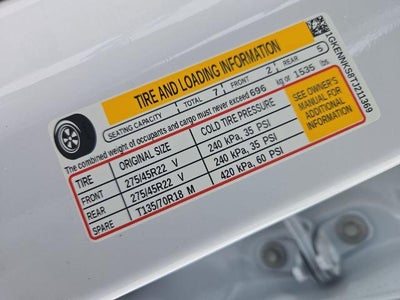 TIRE AND LOADING INFORMATION
SEATING CAPACITY TOTAL 7 FRONT 2 REAR 5
The combined weight of occupants and cargo must never exceed 696 kg or 1535 lbs.
TIRE ORIGINAL SIZE COLD TIRE PRESSURE
FRONT 275/45R22 V 240 kPa, 35 PSI
REAR 275/45R22 V 240 kPa, 35 PSI
SPARE T135/70R18 M 420 kPa, 60 PSI
SEE OWNER'S
MANUAL FOR
ADDITIONAL
INFORMATION
1GKENNKS8TJ211369